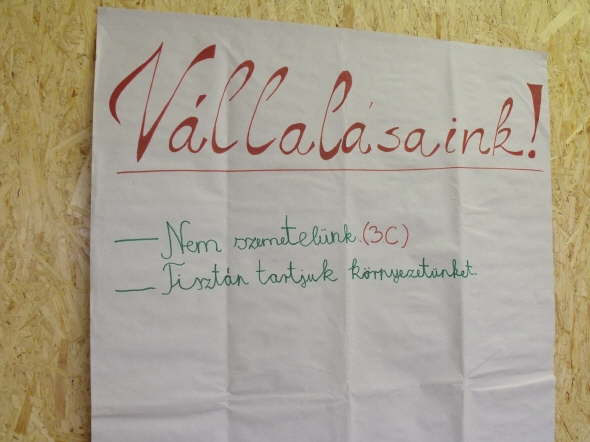 Vállalásaink!
— Nem szemetelünk. (3C)
— Tisztán tartjuk környezetünket.